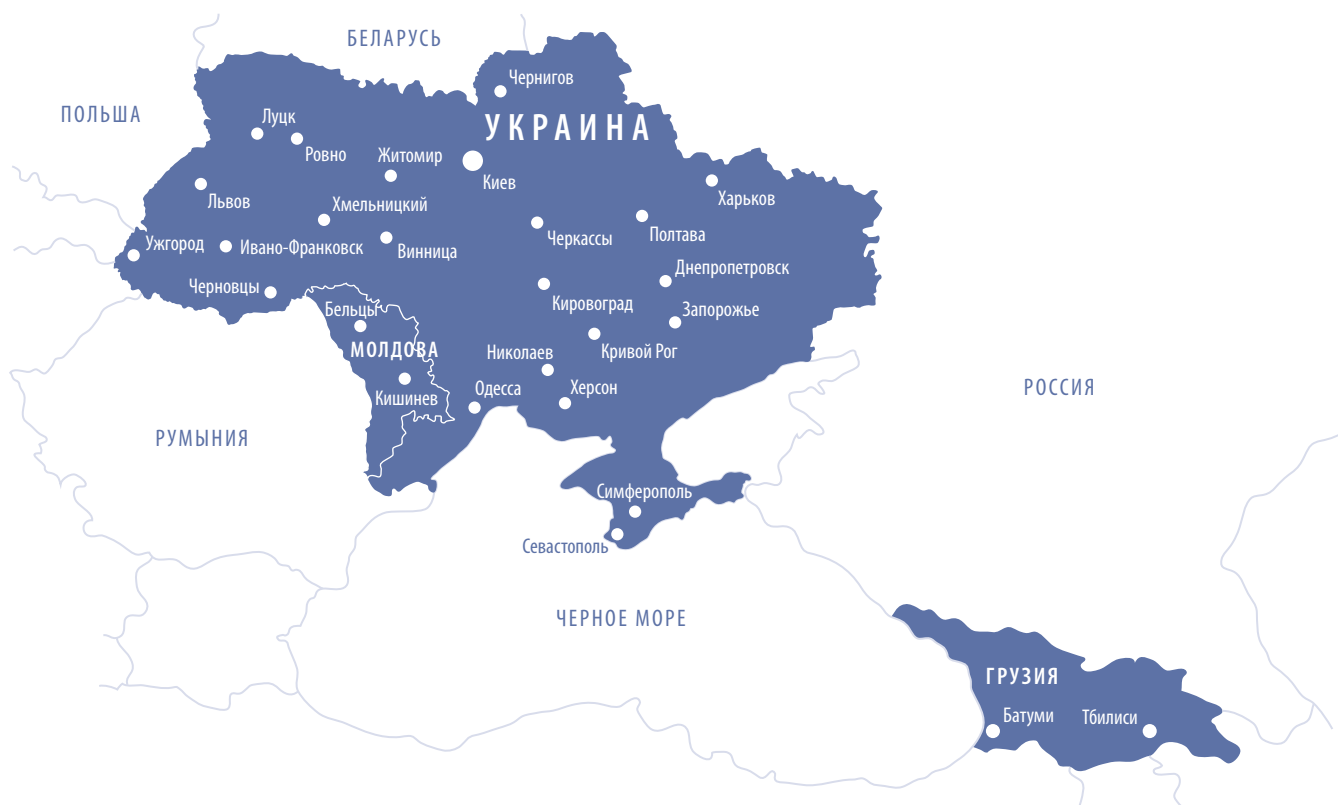 БЕЛАРУСЬ
Чернигов
ПОЛЬША
Луцк
УКРАИНА
Ровно
Житомир
Киев
Харьков
Львов
Хмельницкий
Черкассы
Полтава
Ужгород
Ивано-Франковск
Винница
Днепропетровск
Черновцы
Кировоград
Запорожье
Бельцы
МОЛДОВА
Николаев
Кривой Рог
Кишинев
Одесса
Херсон
РОССИЯ
РУМЫНИЯ
Симферополь
Севастополь
ЧЕРНОЕ МОРЕ
ГРУЗИЯ
Батуми
Тбилиси